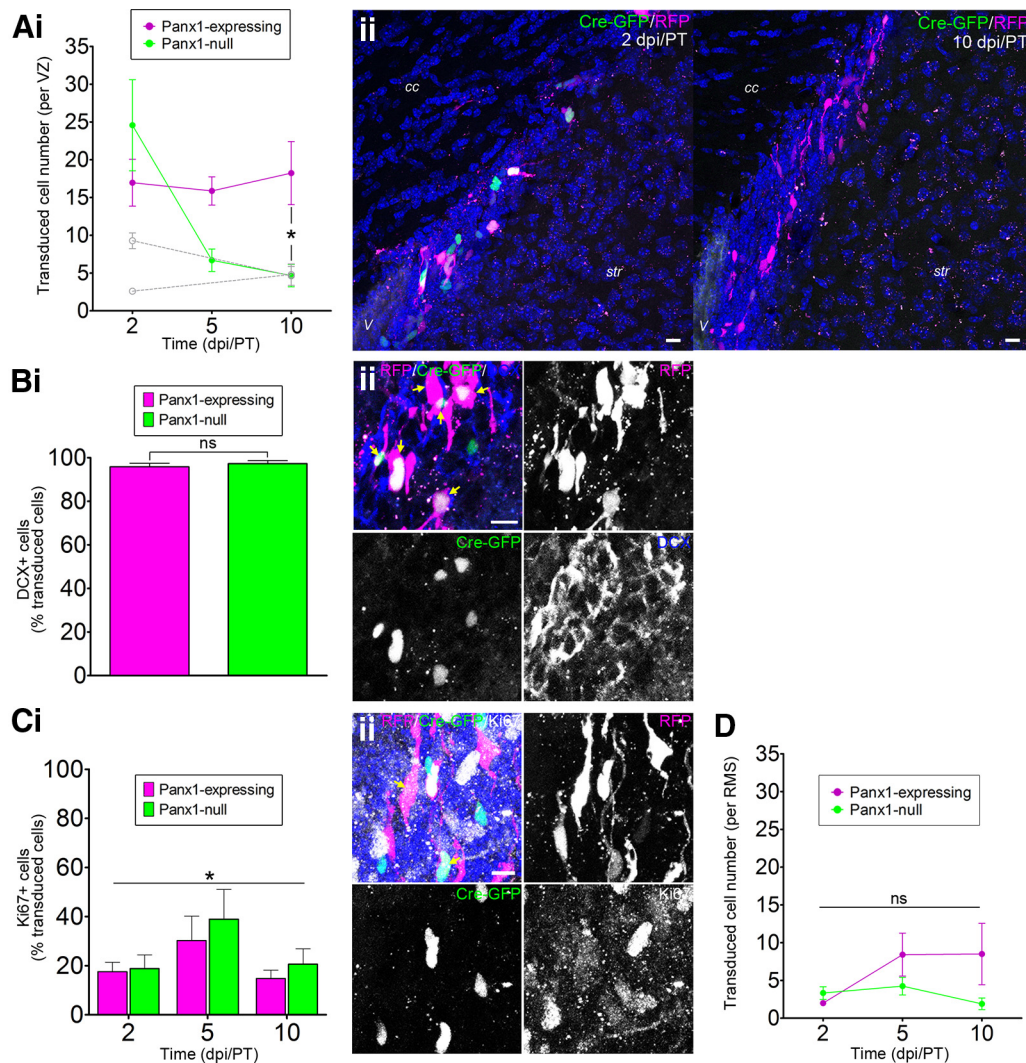 Ai
Panx1-expressing
Panx1-null
Transduced cell number (per VZ)
35
30
25
20
15
10
5
0
*
2
5
10
Time (dpi/PT)
ii
Cre-GFP/RFP
2 dpi/PT
cc
str
V
Cre-GFP/RFP
10 dpi/PT
cc
str
V
Bi
Panx1-expressing
Panx1-null
ns
DCX+ cells
(% transduced cells)
100
80
60
40
20
0
ii
RFP/Cre-GFP/
RFP
Cre-GFP
DCX
Ci
Panx1-expressing
Panx1-null
Ki67+ cells
(% transduced cells)
100
80
60
40
20
0
*
2
5
10
Time (dpi/PT)
ii
RFP/Cre-GFP/Ki67
RFP
Cre-GFP
Ki67
D
Panx1-expressing
Panx1-null
Transduced cell number (per RMS)
35
30
25
20
15
10
5
0
ns
2
5
10
Time (dpi/PT)